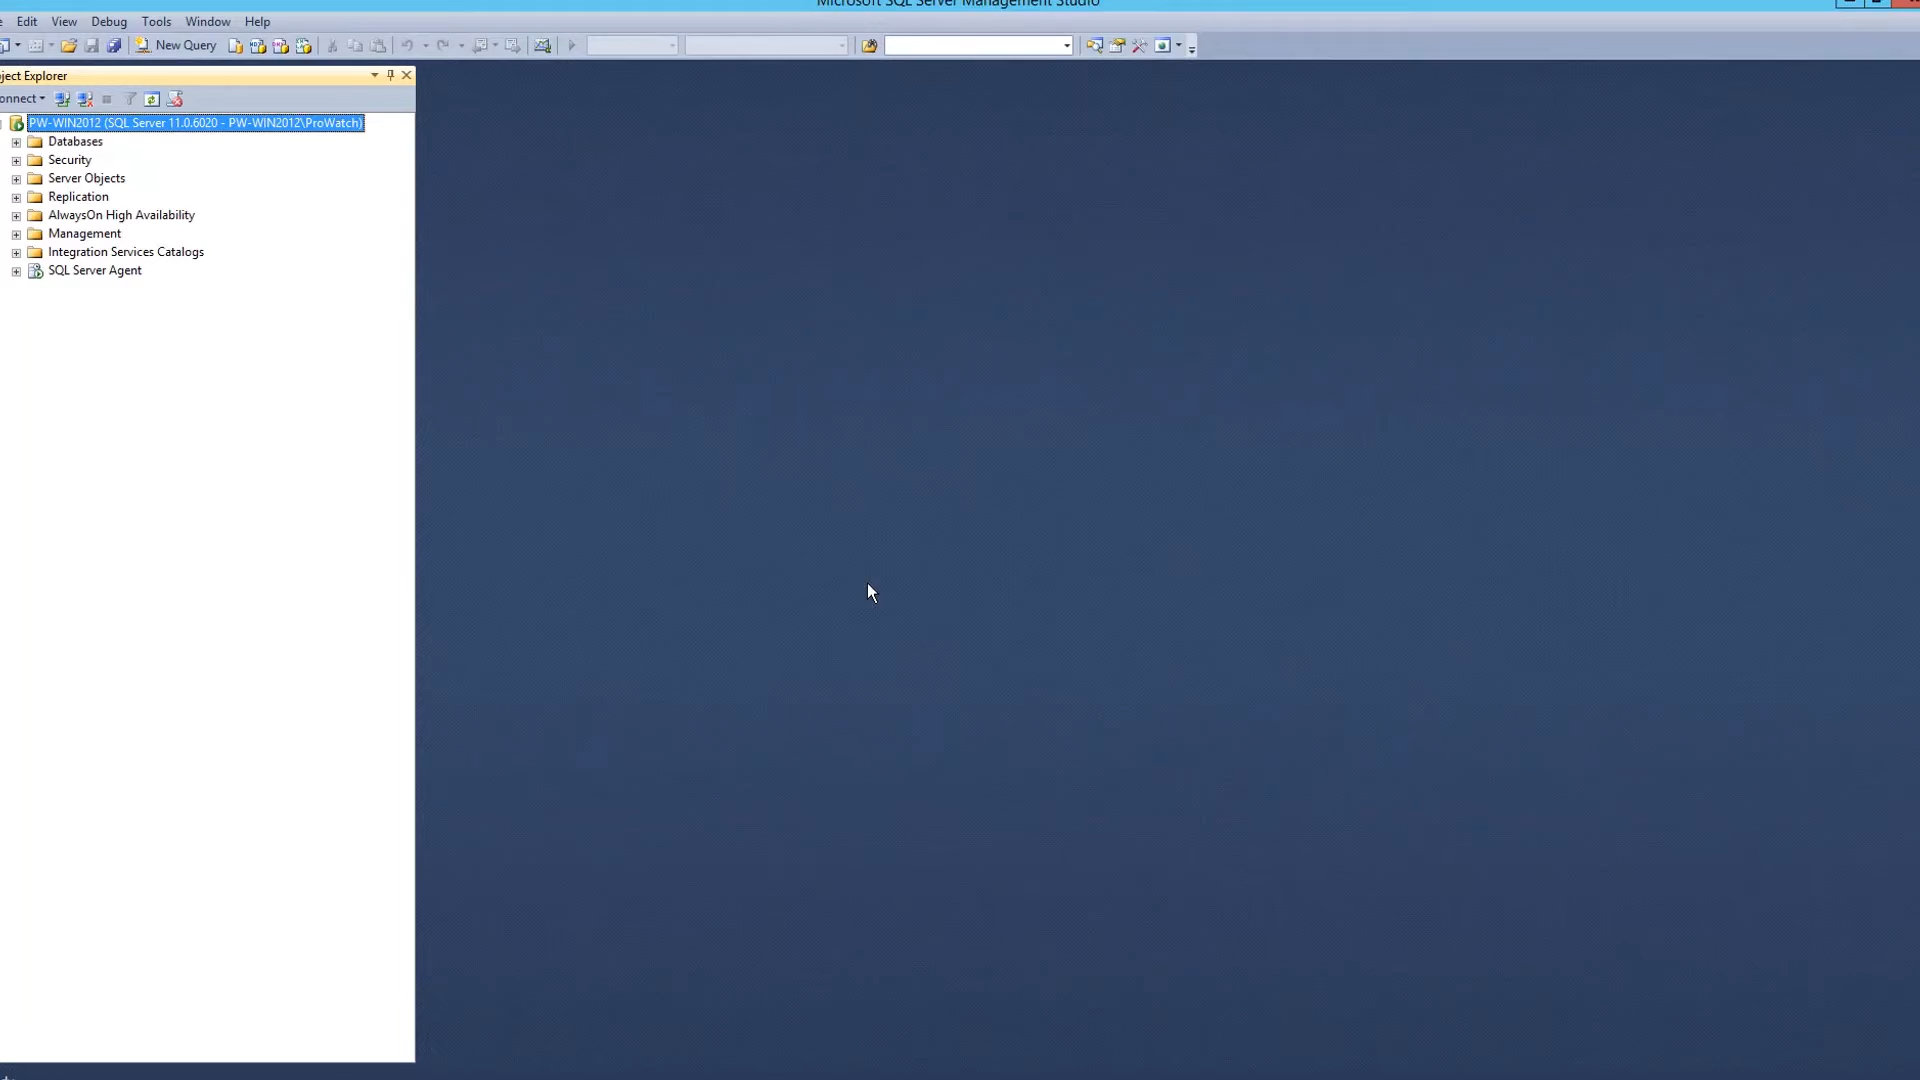 Microsoft SQL Server Management Studio
Edit View Debug Tools Window Help
New Query
ject Explorer
onnect
PW-WIN2012 (SQL Server 11.0.6020 - PW-WIN2012\ProWatch)
Databases
Security
Server Objects
Replication
AlwaysOn High Availability
Management
Integration Services Catalogs
SQL Server Agent